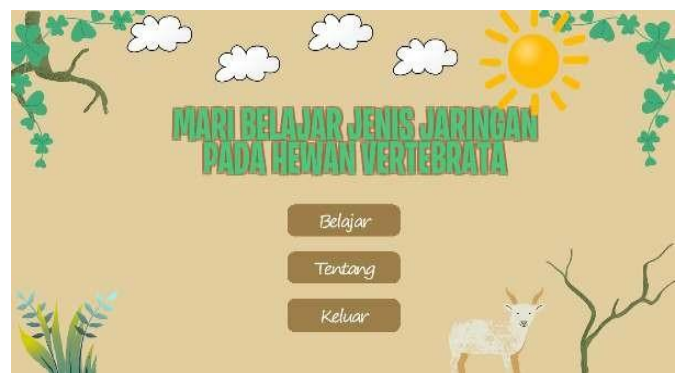 MARI BELAJAR JENIS JARINGAN
PADA HEWAN VERTEBRATA
Belajar
Tentang
Keluar